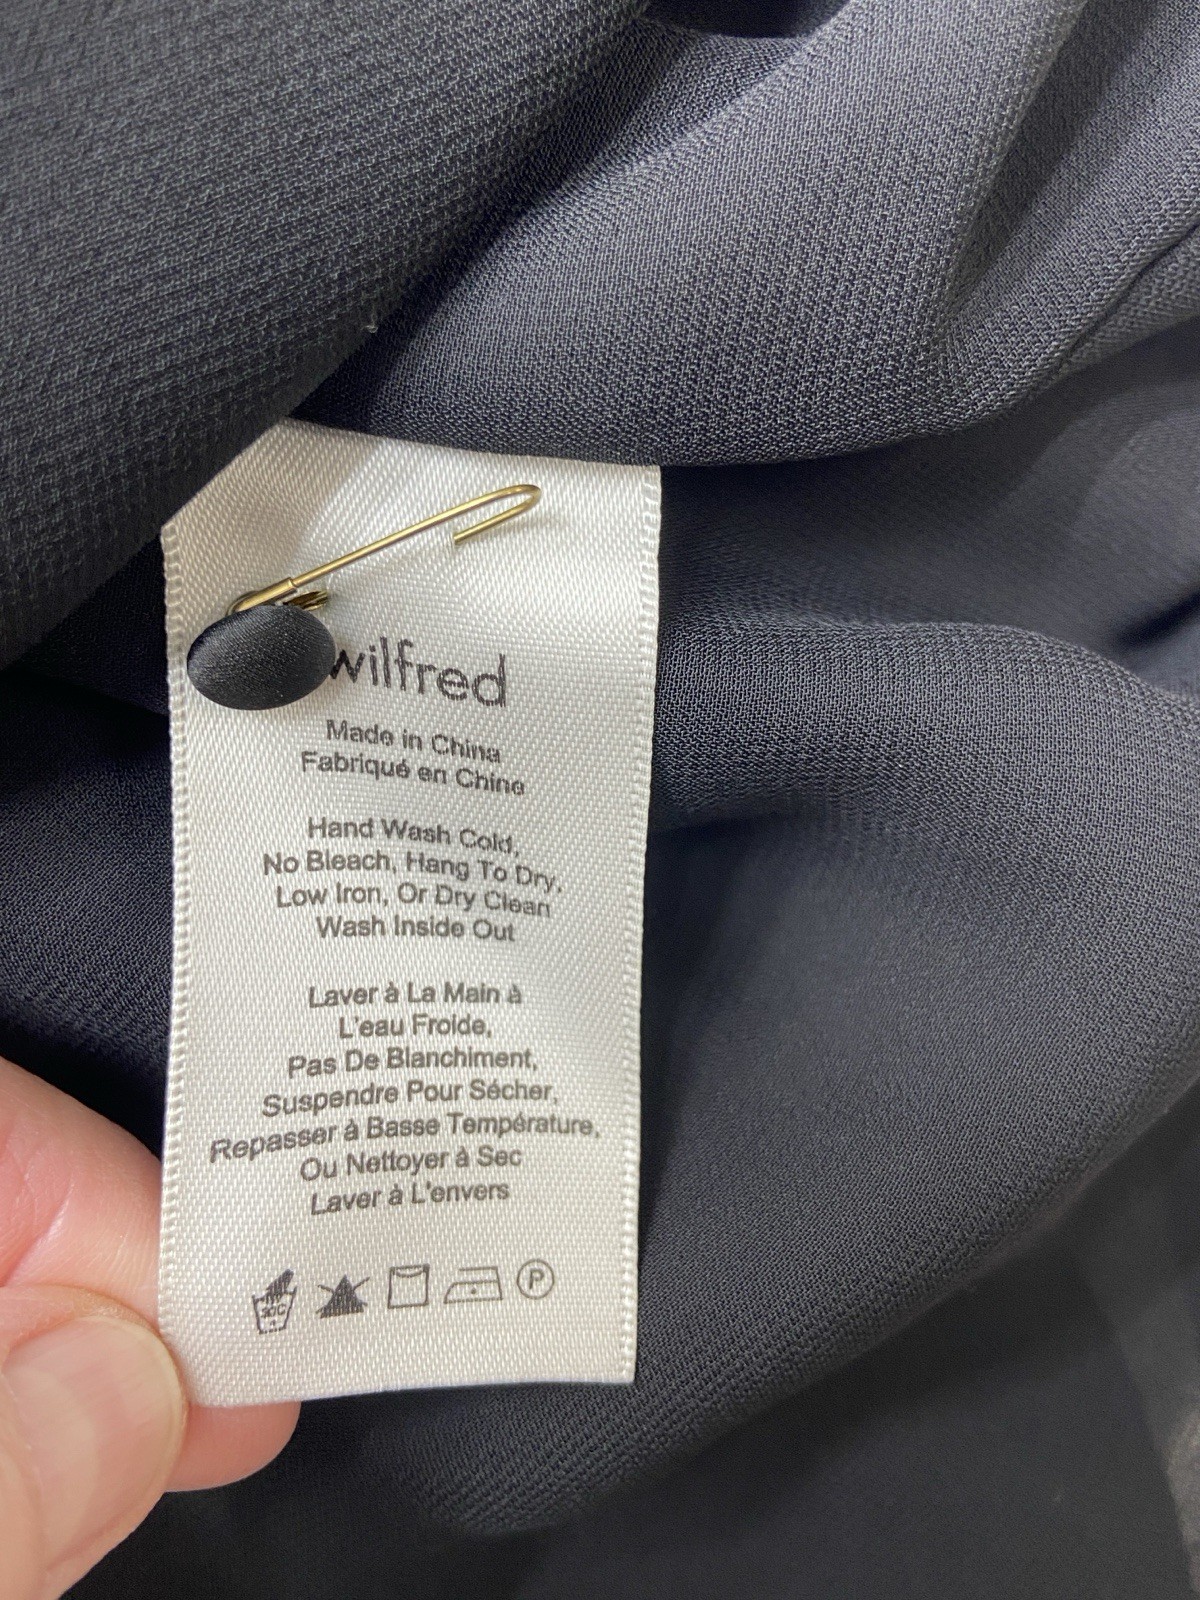 wilfred
Made in China
Fabriqué en Chine
Hand Wash Cold,
No Bleach, Hang To Dry,
Low Iron, Or Dry Clean
Wash Inside Out
Laver à La Main à
L'eau Froide,
Pas De Blanchiment,
Suspendre Pour Sécher,
Repasser à Basse Température,
Ou Nettoyer à Sec
Laver à L'envers
30C P